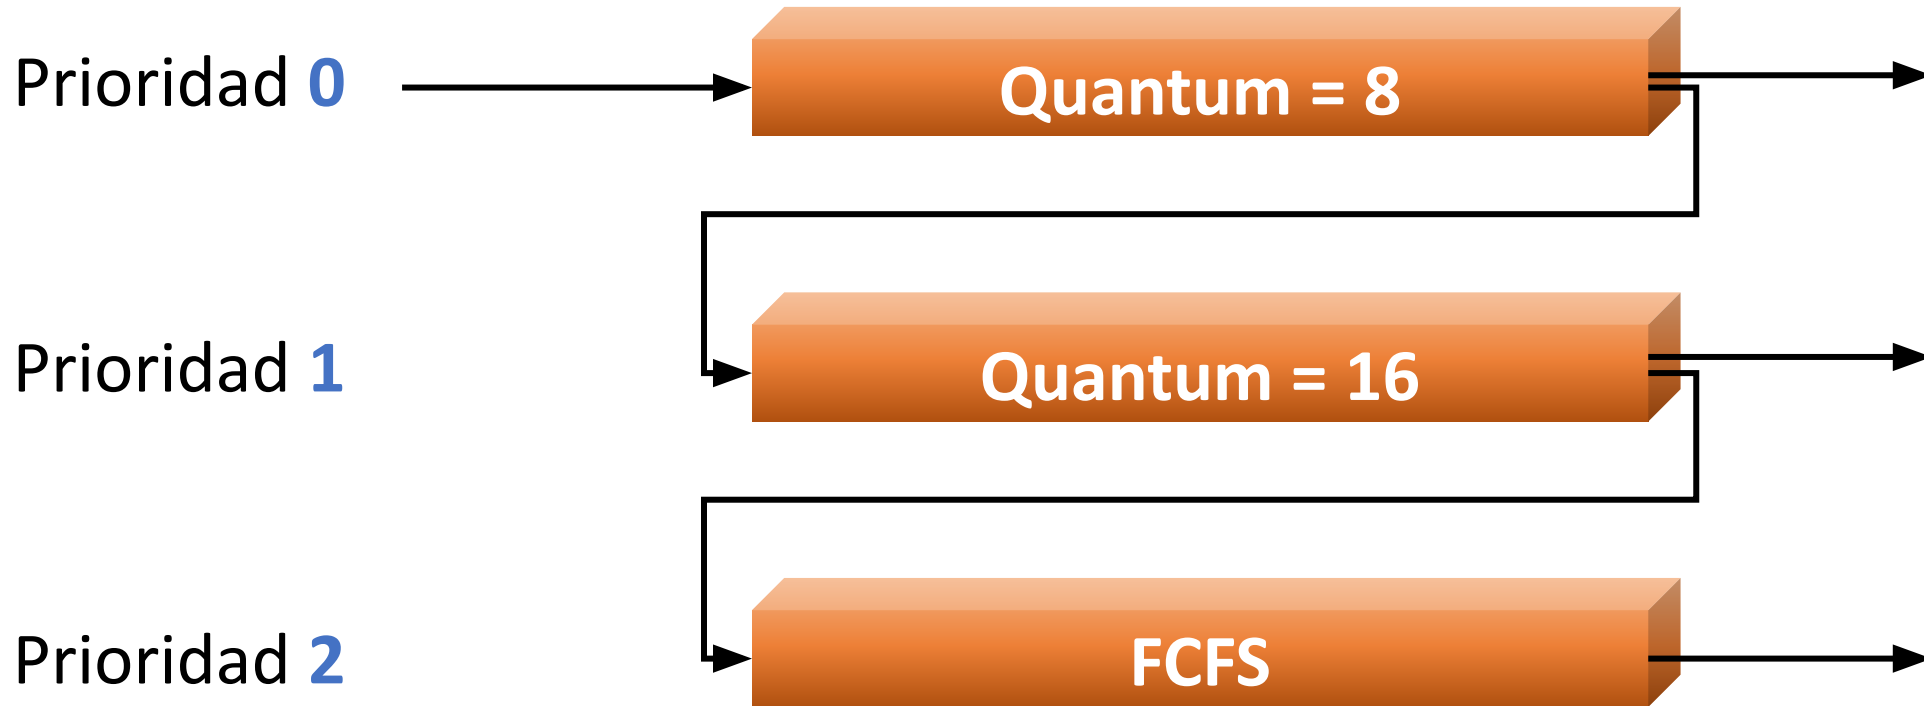 Prioridad 0
Quantum = 8
Prioridad 1
Quantum = 16
Prioridad 2
FCFS